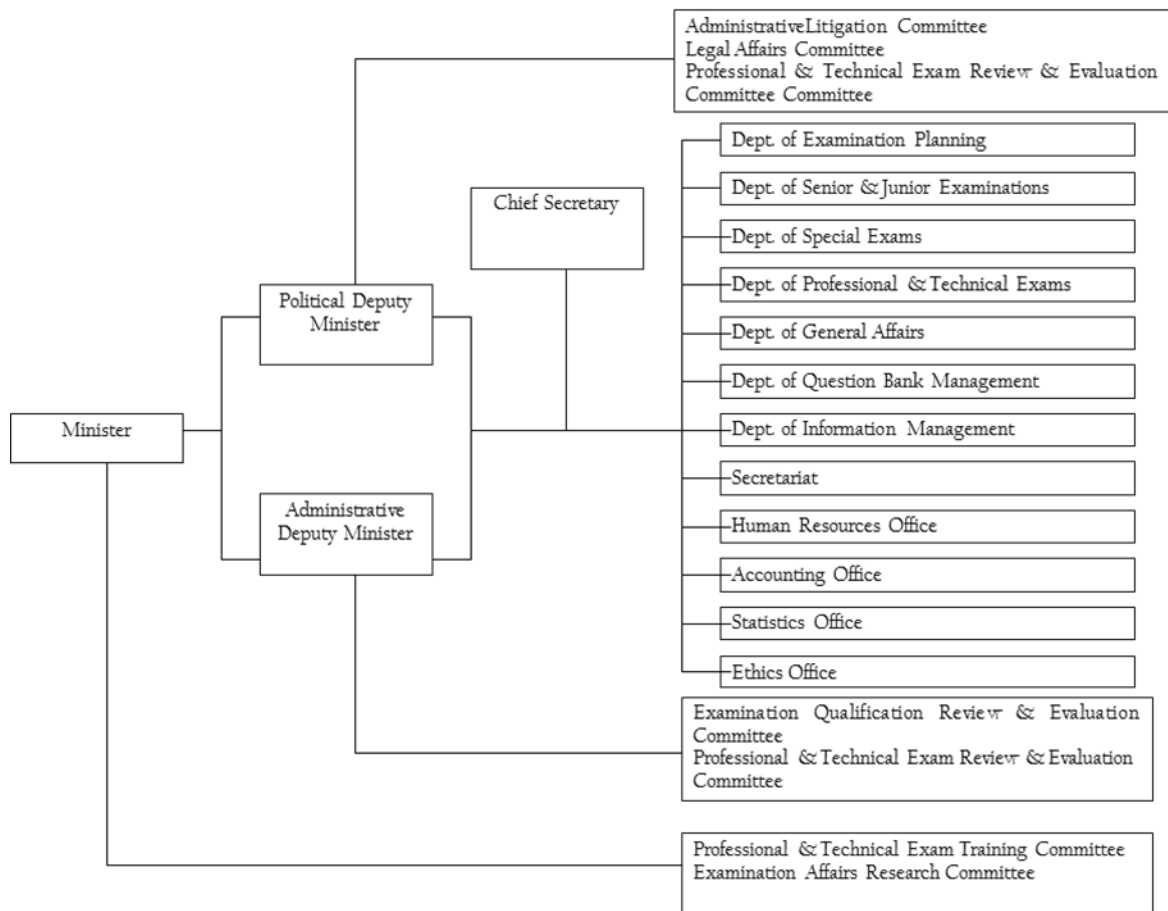 Administrative Litigation Committee
Legal Affairs Committee
Professional & Technical Exam Review & Evaluation
Committee Committee
Dept. of Examination Planning
Dept. of Senior & Junior Examinations
Chief Secretary
Dept. of Special Exams
Dept. of Professional & Technical Exams
Political Deputy
Minister
Dept. of General Affairs
Dept. of Question Bank Management
Minister
Dept. of Information Management
Secretariat
Administrative
Deputy Minister
Human Resources Office
Accounting Office
Statistics Office
Ethics Office
Examination Qualification Review & Evaluation
Committee
Professional & Technical Exam Review & Evaluation
Committee
Professional & Technical Exam Training Committee
Examination Affairs Research Committee